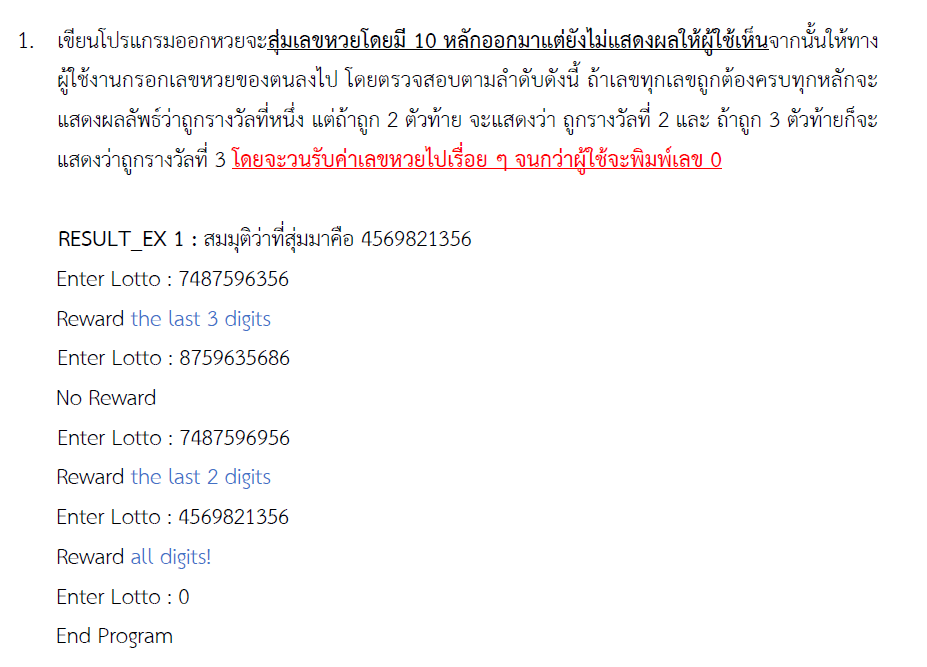 1. เขียนโปรแกรมออกหวยจะสุ่มเลขหวยโดยมี 10 หลักออกมาแต่ยังไม่แสดงผลให้ผู้ใช้เห็นจากนั้นให้ทาง
ผู้ใช้งานกรอกเลขหวยของตนลงไป โดยตรวจสอบตามลำดับดังนี้ ถ้าเลขทุกเลขถูกต้องครบทุกหลักจะ
แสดงผลลัพธ์ว่าถูกรางวัลที่หนึ่ง แต่ถ้าถูก 2 ตัวท้าย จะแสดงว่า ถูกรางวัลที่ 2 และ ถ้าถูก 3 ตัวท้ายก็จะ
แสดงว่าถูกรางวัลที่ 3 โดยจะวนรับค่าเลขหวยไปเรื่อย ๆ จนกว่าผู้ใช้จะพิมพ์เลข 0
RESULT_EX 1 : สมมุติว่าที่สุ่มมาคือ 4569821356
Enter Lotto : 7487596356
Reward the last 3 digits
Enter Lotto : 8759635686
No Reward
Enter Lotto : 7487596956
Reward the last 2 digits
Enter Lotto : 4569821356
Reward all digits!
Enter Lotto : 0
End Program